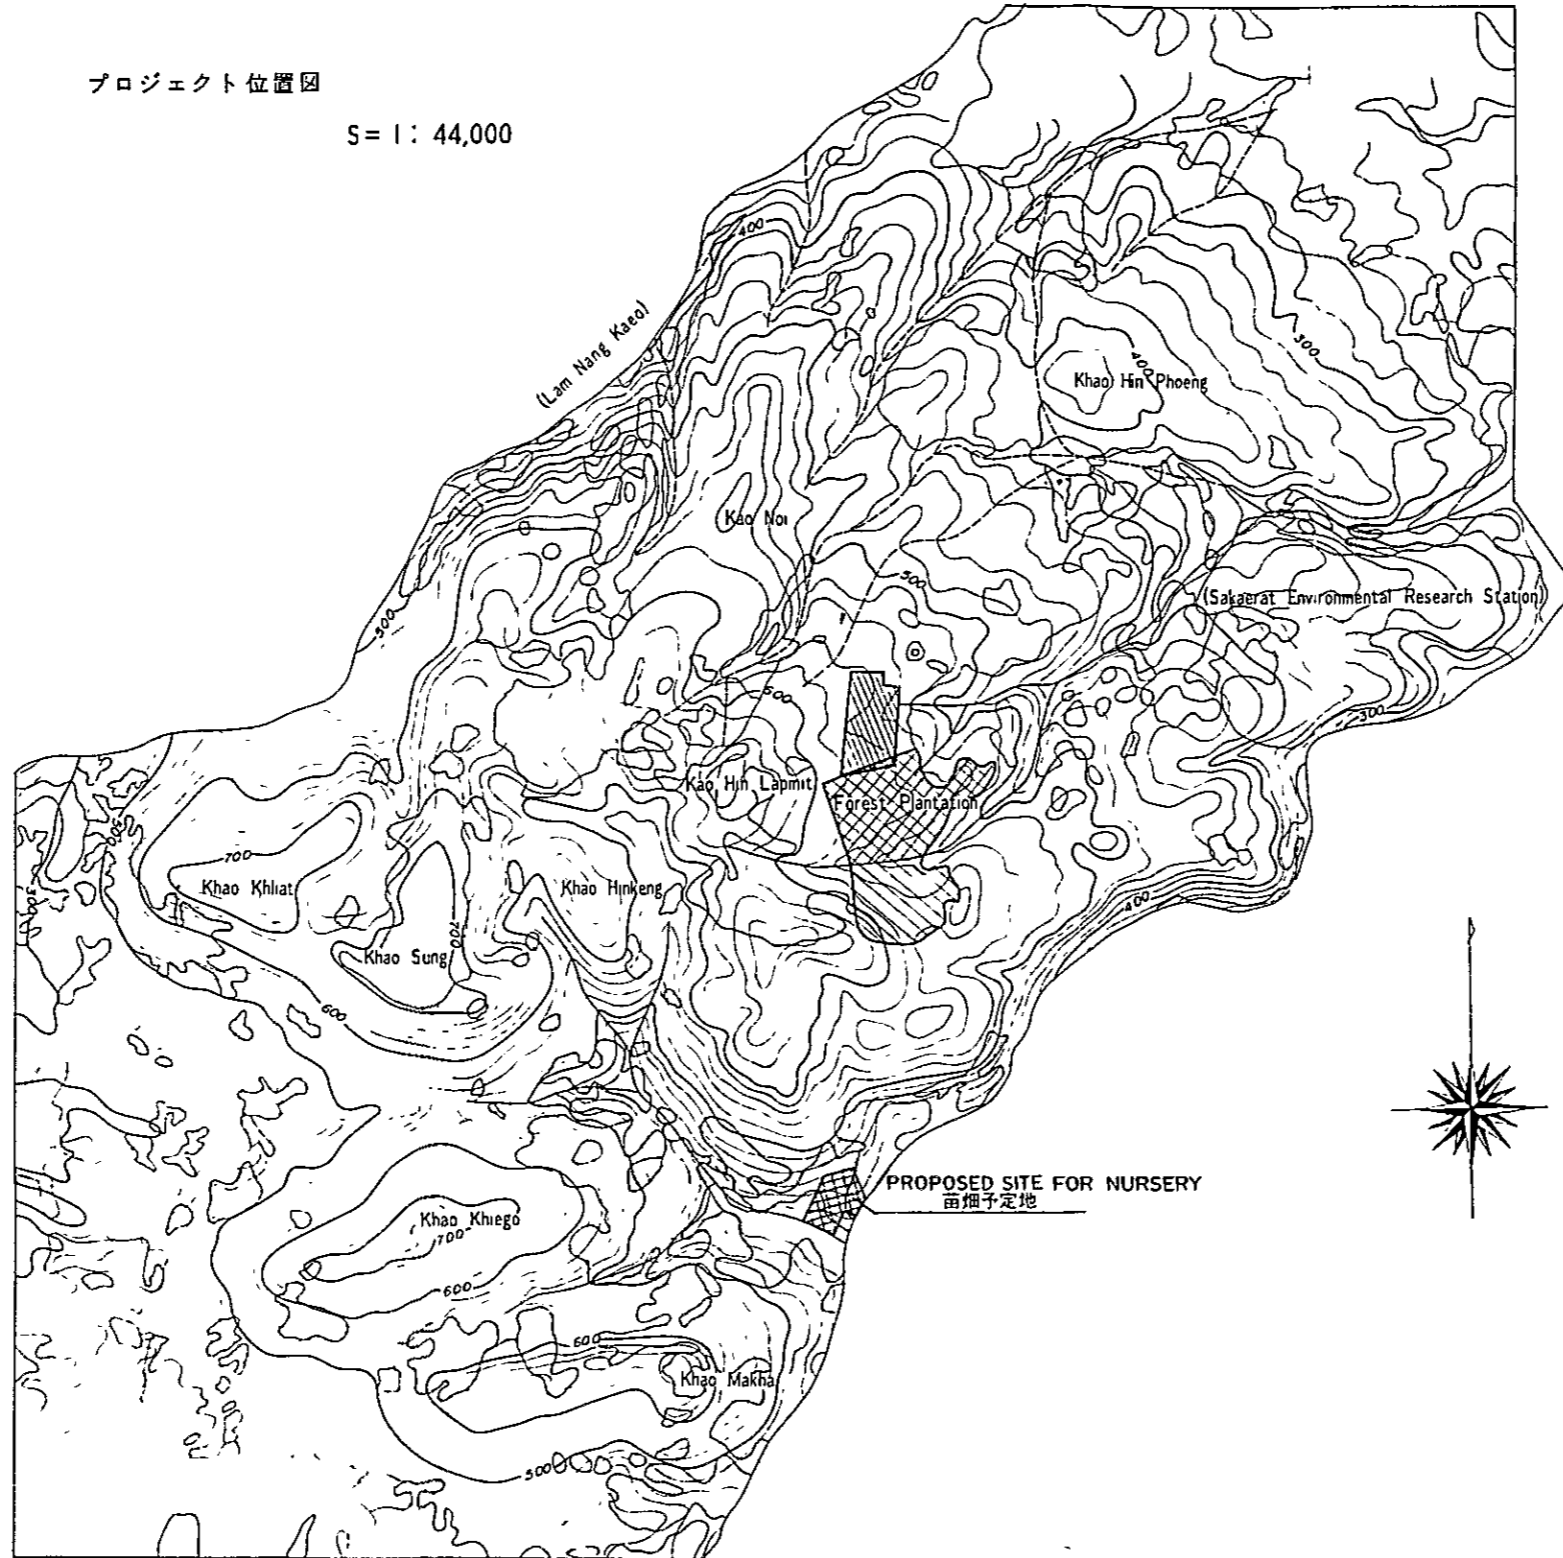 プロジェクト位置図
S = 1 : 44,000
400
(Lam Nang Kaeo)
300
400
Khao Hin Phoeng
Kao Noi
500
(Sakaerat Environmental Research Station)
500
600
300
Kao Hin Lapmit
Forest Plantation
500
700
Khao Khliat
Khao Hinkeng
300
400
700
Khao Sung
600
PROPOSED SITE FOR NURSERY
苗畑予定地
Khao Khiego
700
600
600
Khao Makha
500